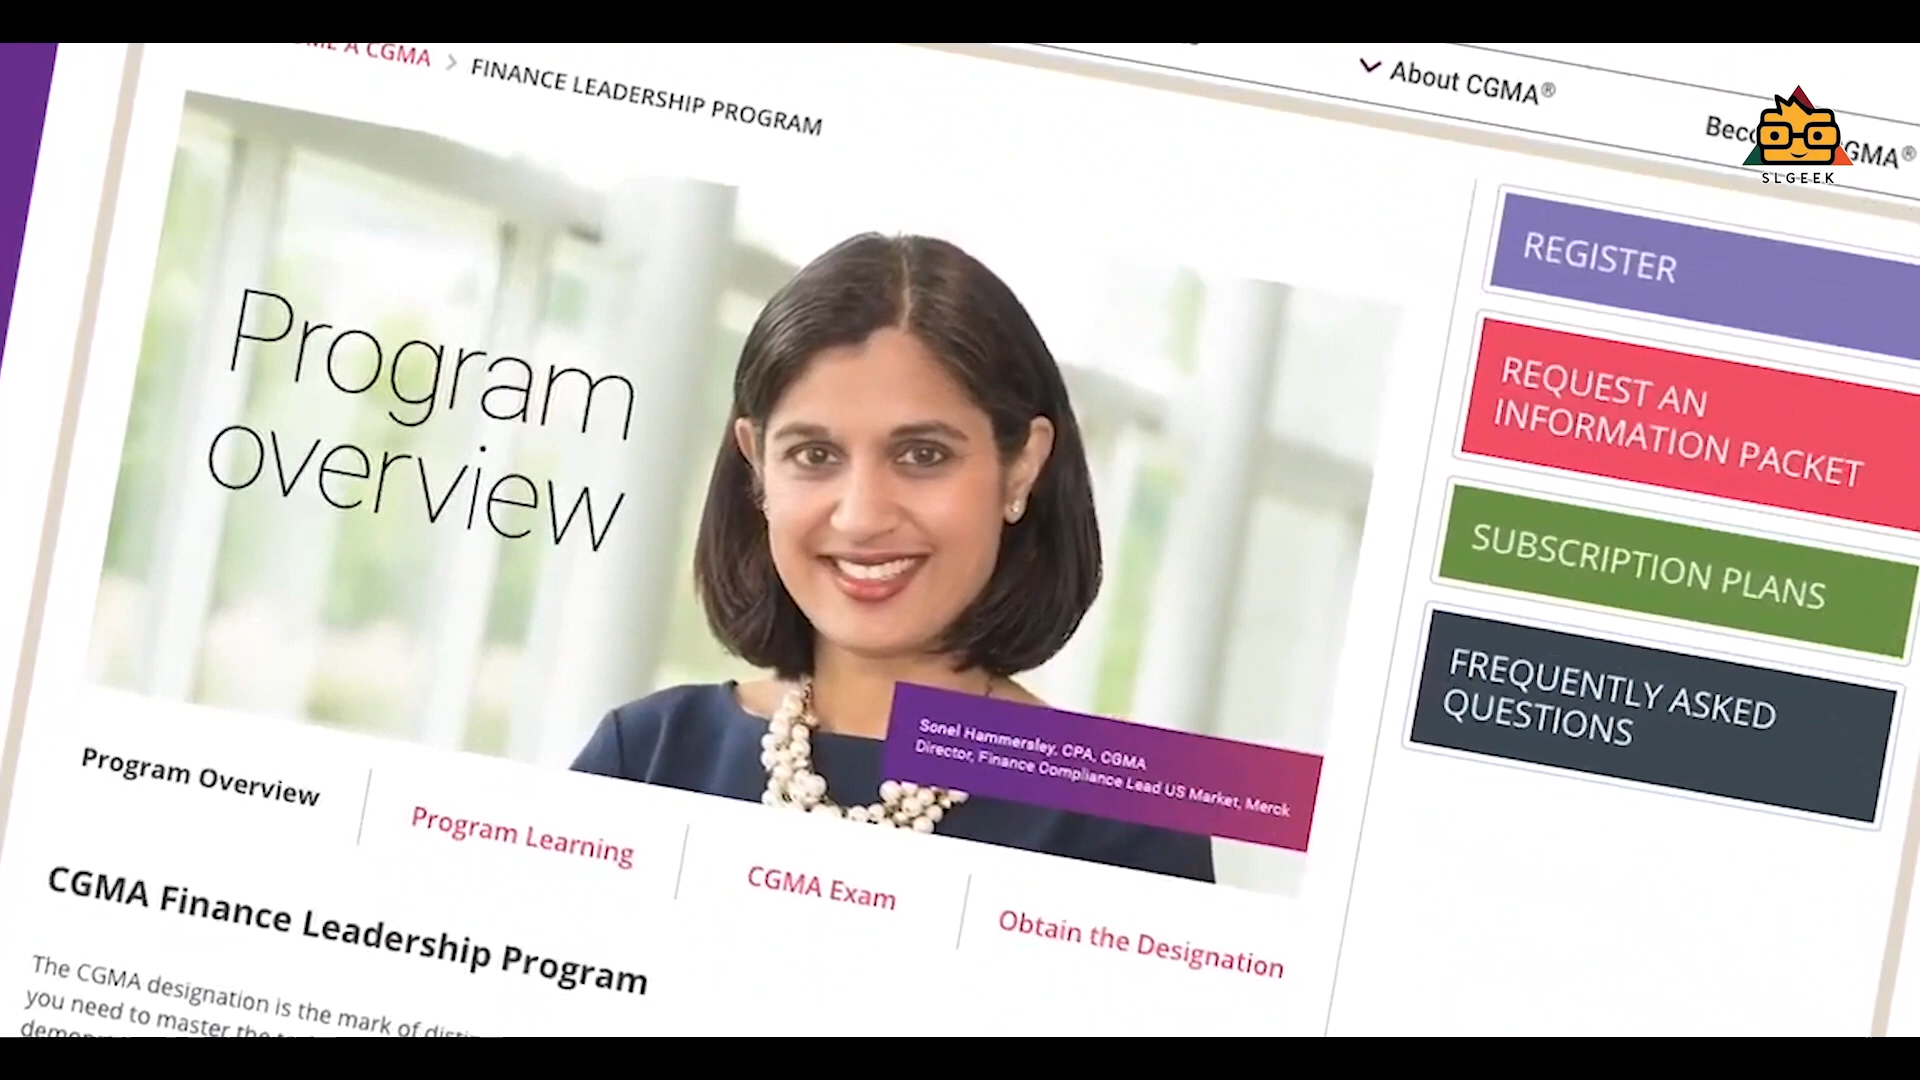 A CGMA > FINANCE LEADERSHIP PROGRAM
About CGMA®
SLGEEK
REGISTER
REQUEST AN
INFORMATION PACKET
SUBSCRIPTION PLANS
FREQUENTLY ASKED
QUESTIONS
Program
overview
Sonel Hammersley, CPA, CGMA
Director, Finance Compliance Lead US Market, Merck
Program Overview
Program Learning
CGMA Exam
Obtain the Designation
CGMA Finance Leadership Program
The CGMA designation is the mark of
you need to master the